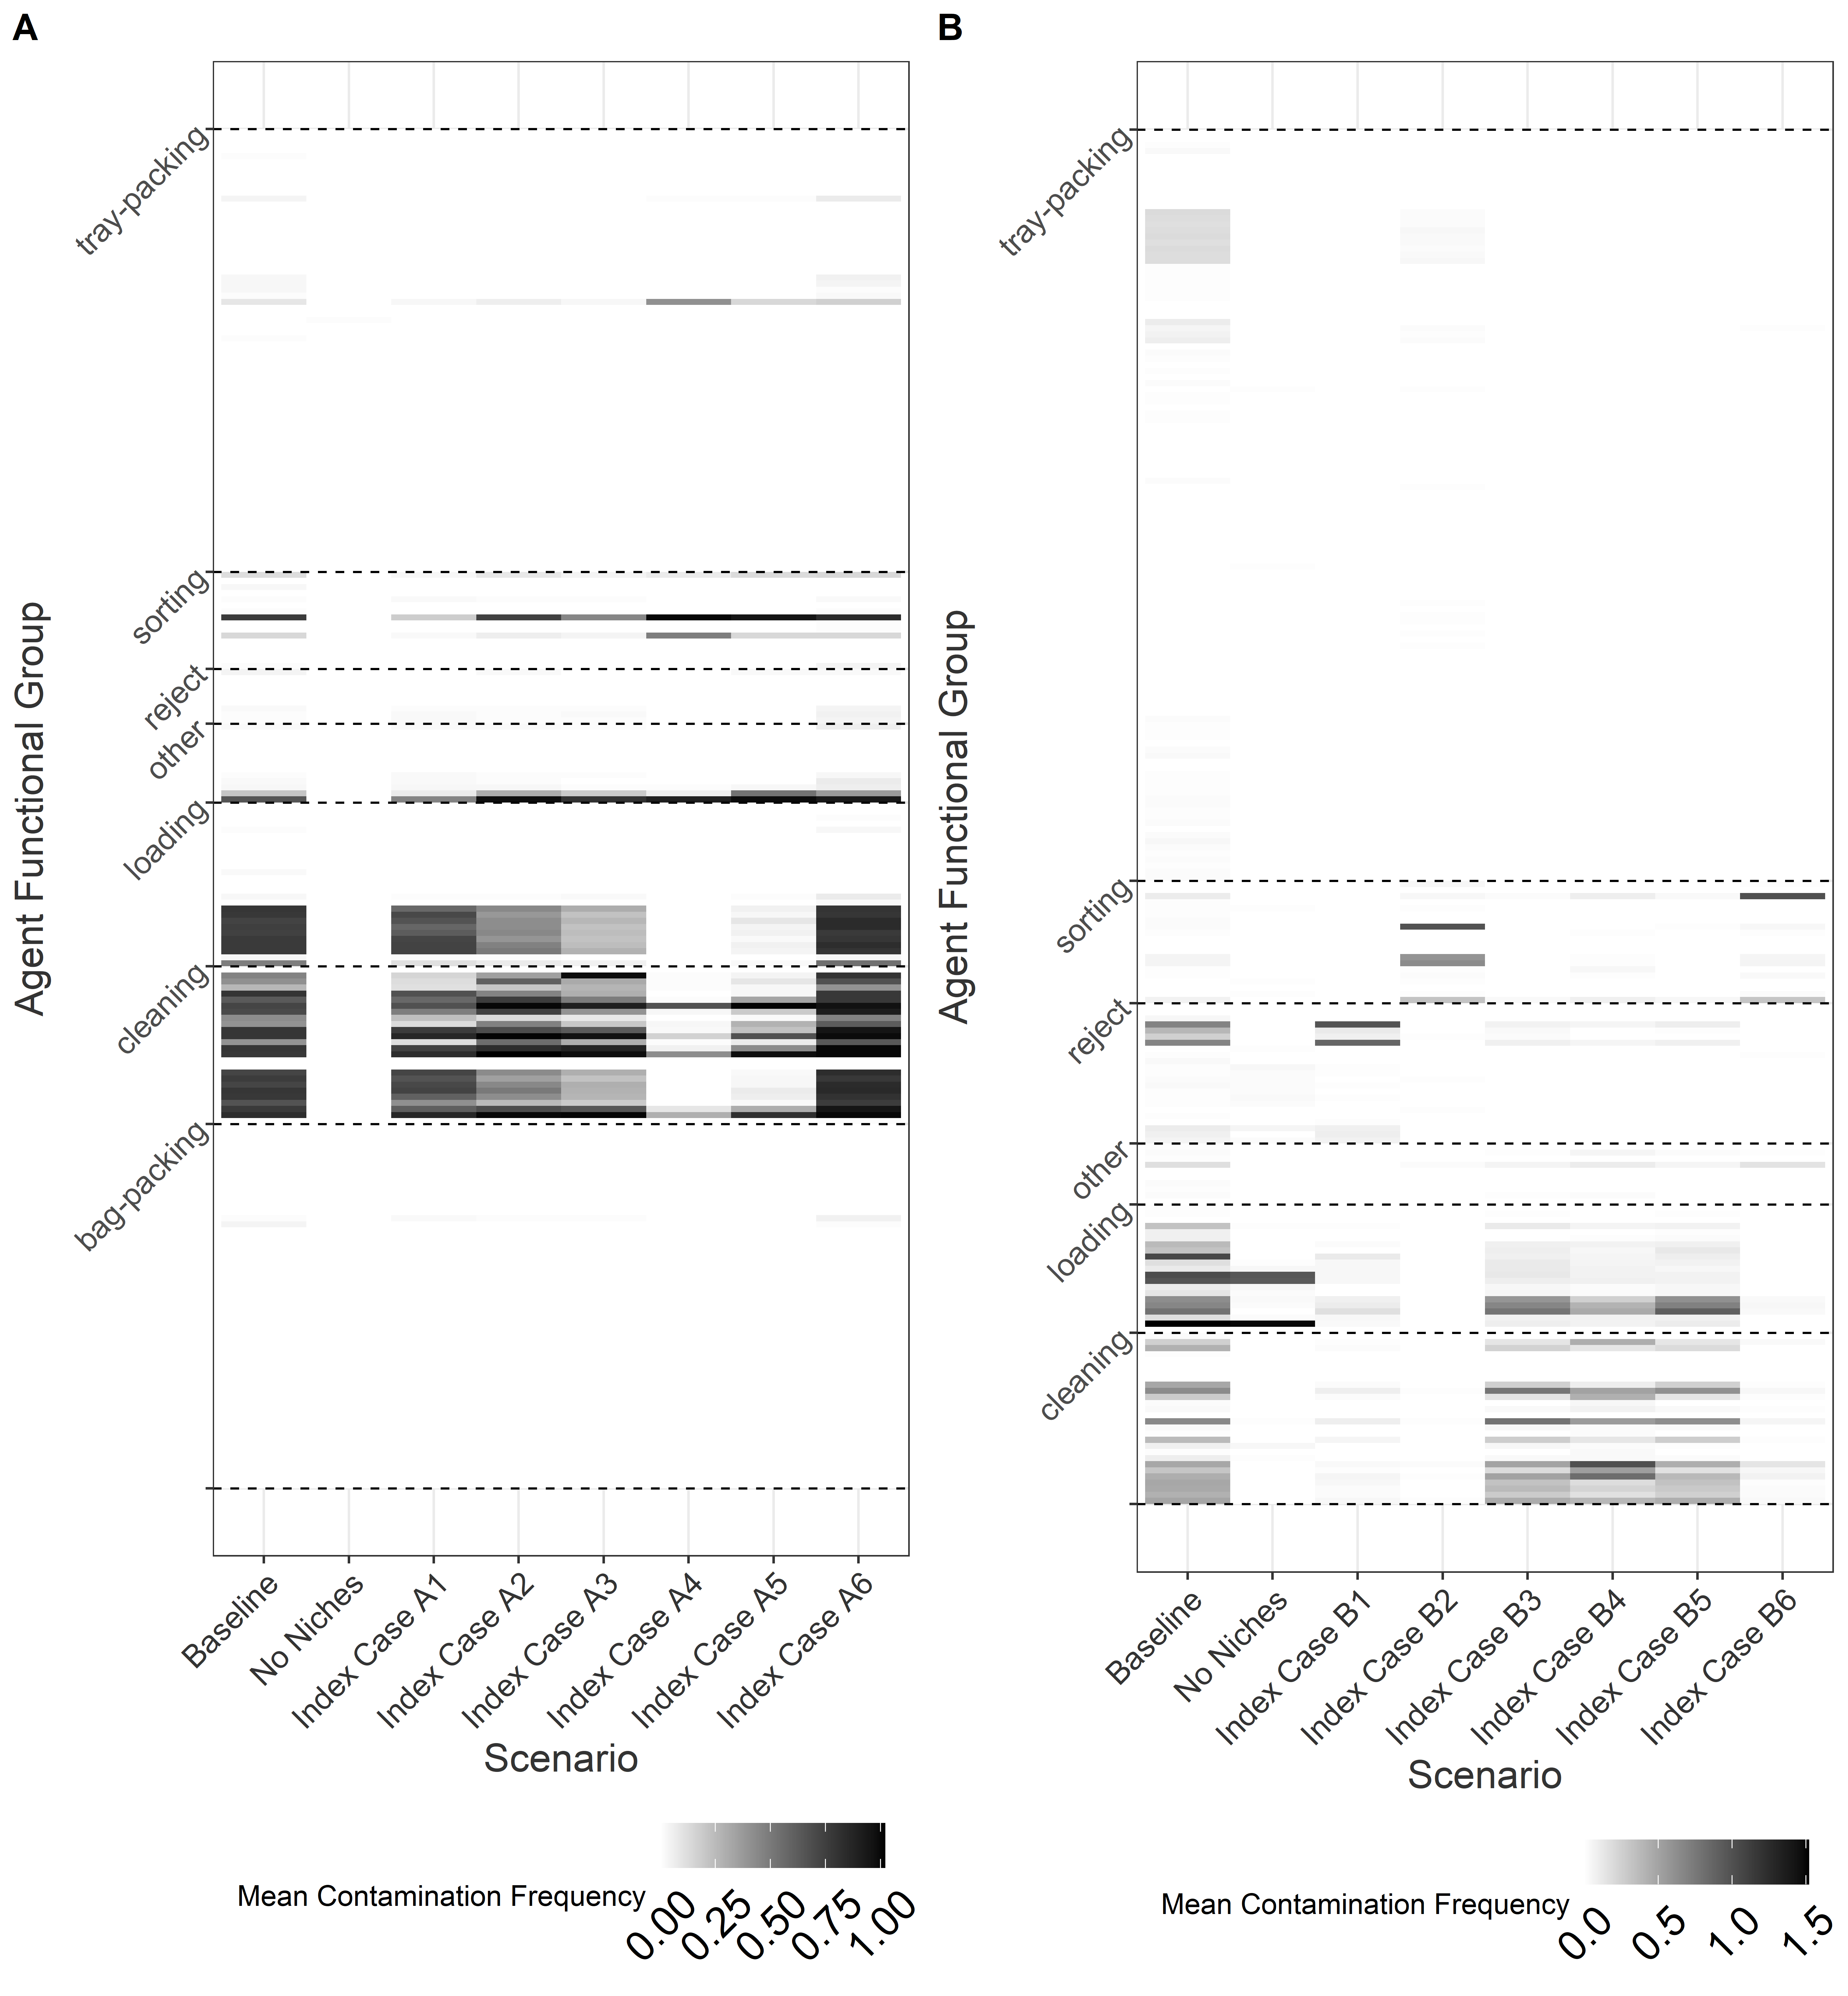 A
Agent Functional Group
tray-packing
sorting
reject
other
loading
cleaning
bag-packing
Baseline
No Niches
Index Case A1
Index Case A2
Index Case A3
Index Case A4
Index Case A5
Index Case A6
Scenario
Mean Contamination Frequency
0.00
0.25
0.50
0.75
1.00
B
Agent Functional Group
tray-packing
sorting
reject
other
loading
cleaning
Baseline
No Niches
Index Case B1
Index Case B2
Index Case B3
Index Case B4
Index Case B5
Index Case B6
Scenario
Mean Contamination Frequency
0.0
0.5
1.0
1.5